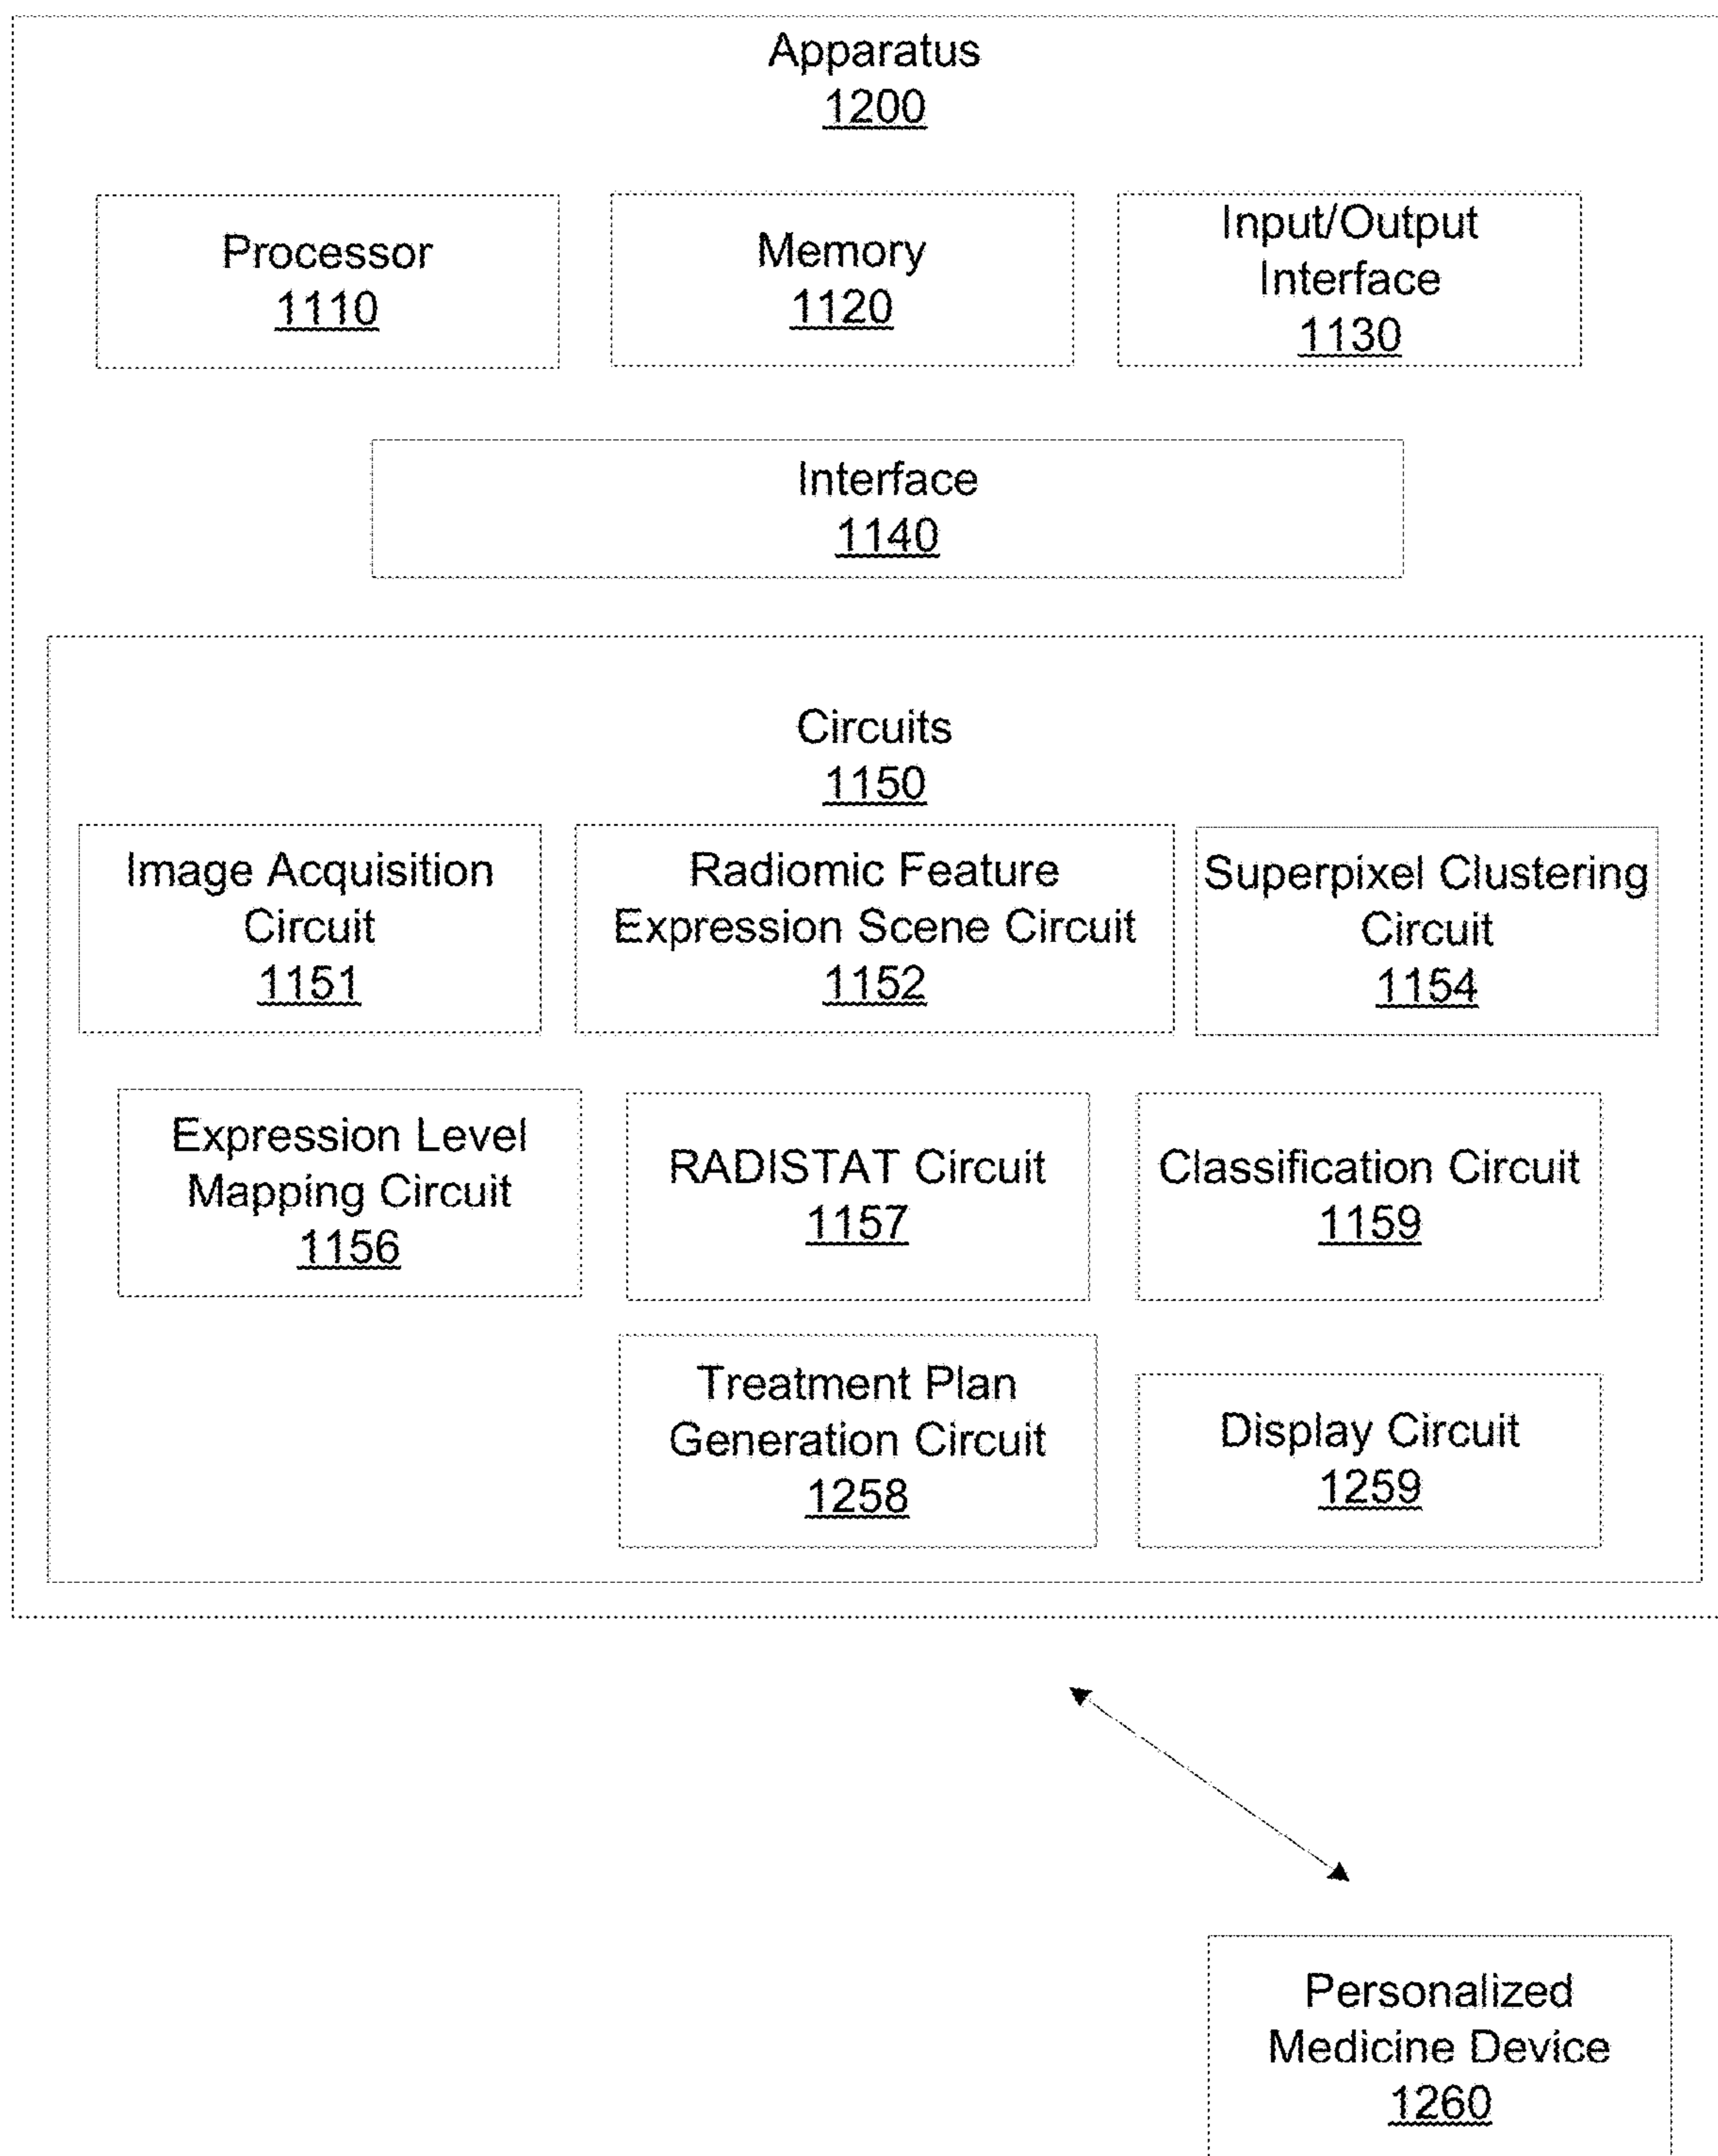 Apparatus
1200
Processor
1110
Memory
1120
Input/Output
Interface
1130
Interface
1140
Circuits
1150
Image Acquisition
Circuit
1151
Radiomic Feature
Expression Scene Circuit
1152
Superpixel Clustering
Circuit
1154
Expression Level
Mapping Circuit
1156
RADISTAT Circuit
1157
Classification Circuit
1159
Treatment Plan
Generation Circuit
1258
Display Circuit
1259
Personalized
Medicine Device
1260